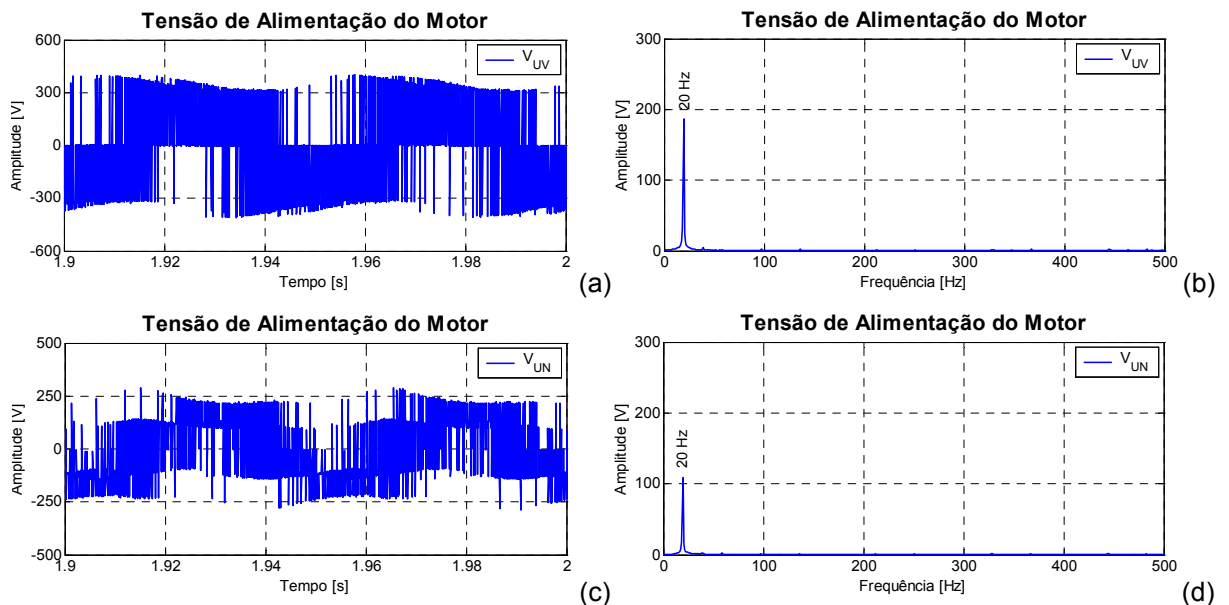 Tensão de Alimentação do Motor
600
300
0
-300
-600
Amplitude [V]
V_UV
1.9 1.92 1.94 1.96 1.98 2
Tempo [s]
(a)
Tensão de Alimentação do Motor
300
200
100
0
Amplitude [V]
20 Hz
V_UV
0 100 200 300 400 500
Frequência [Hz]
(b)
Tensão de Alimentação do Motor
500
250
0
-250
-500
Amplitude [V]
V_UN
1.9 1.92 1.94 1.96 1.98 2
Tempo [s]
(c)
Tensão de Alimentação do Motor
300
200
100
0
Amplitude [V]
20 Hz
V_UN
0 100 200 300 400 500
Frequência [Hz]
(d)